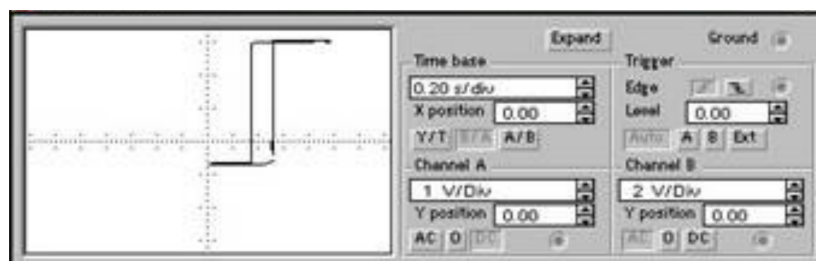 Expand
Ground
Time base
0.20 s/div
X position 0.00
Y/T B/A A/B
Trigger
Edge
Level 0.00
Auto A B Ext
Channel A
1 V/Div
Y position 0.00
AC 0 DC
Channel B
2 V/Div
Y position 0.00
AC 0 DC